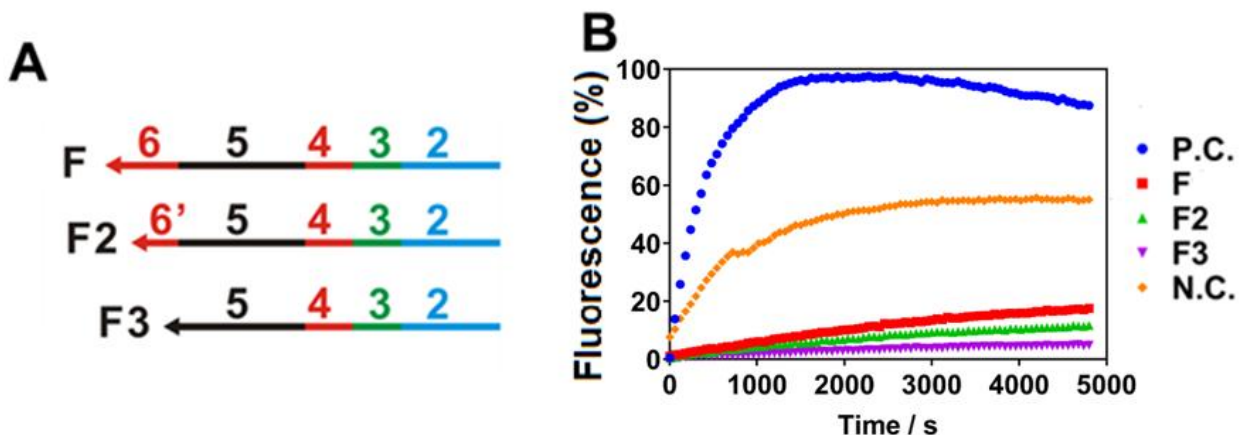 A
6 5 4 3 2
F
6’ 5 4 3 2
F2
5 4 3 2
F3
B
Fluorescence (%)
100
80
60
40
20
0
0 1000 2000 3000 4000 5000
Time / s
P.C.
F
F2
F3
N.C.